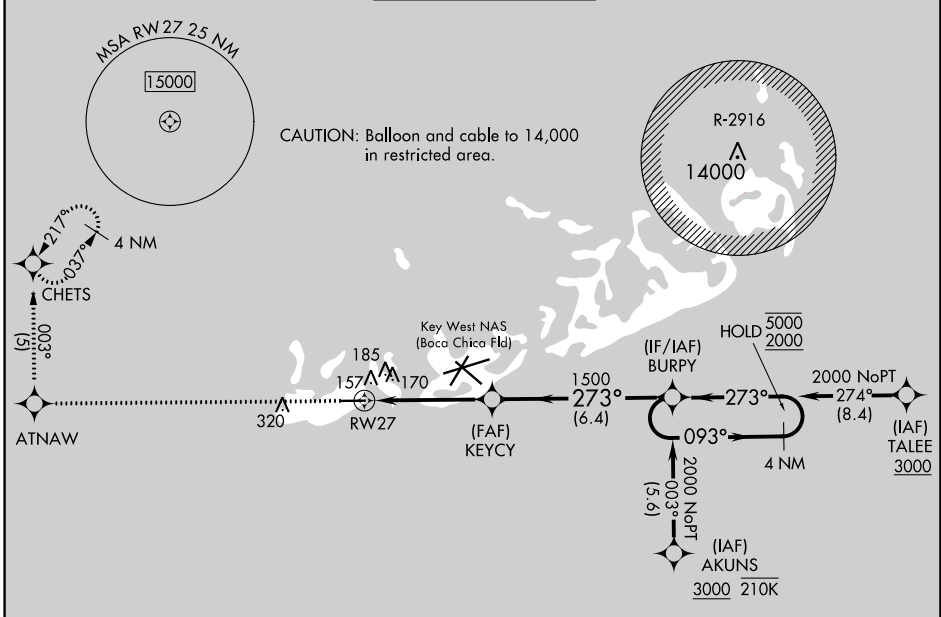 MSA RW27 25 NM
15000
CAUTION: Balloon and cable to 14,000
in restricted area.
R-2916
14000
217°
037°
4 NM
CHETS
003°
(5)
ATNAW
320
157
185
170
RW27
Key West NAS
(Boca Chica Fld)
(FAF)
KEYCY
1500
273°
(6.4)
(IF/IAF)
BURPY
HOLD 5000
2000
273°
093°
4 NM
2000 NoPT
274°
(8.4)
(IAF)
TALEE
3000
2000 NoPT
003°
(5.6)
(IAF)
AKUNS
3000 210K